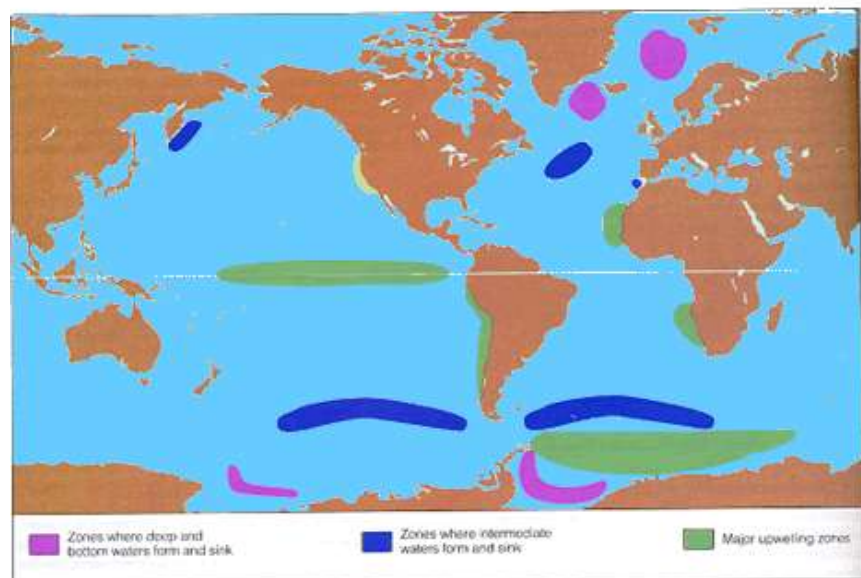 Zones where deep and
bottom waters form and sink
Zones where intermediate
waters form and sink
Major upwelling zones